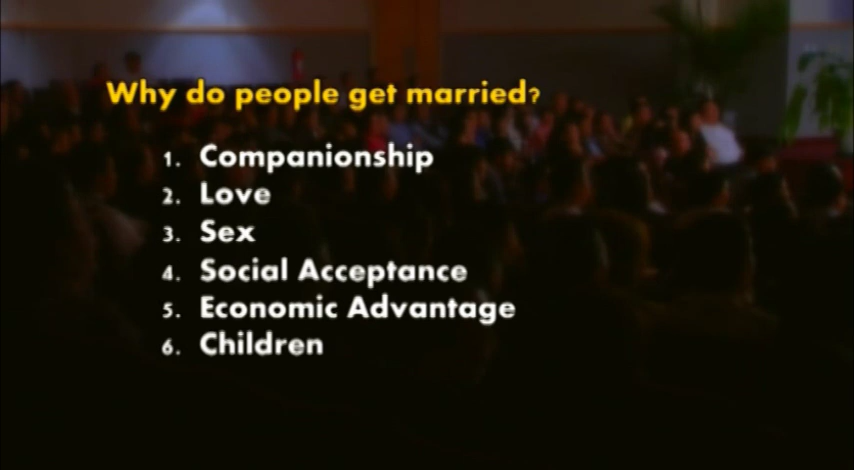 Why do people get married?
1. Companionship
2. Love
3. Sex
4. Social Acceptance
5. Economic Advantage
6. Children